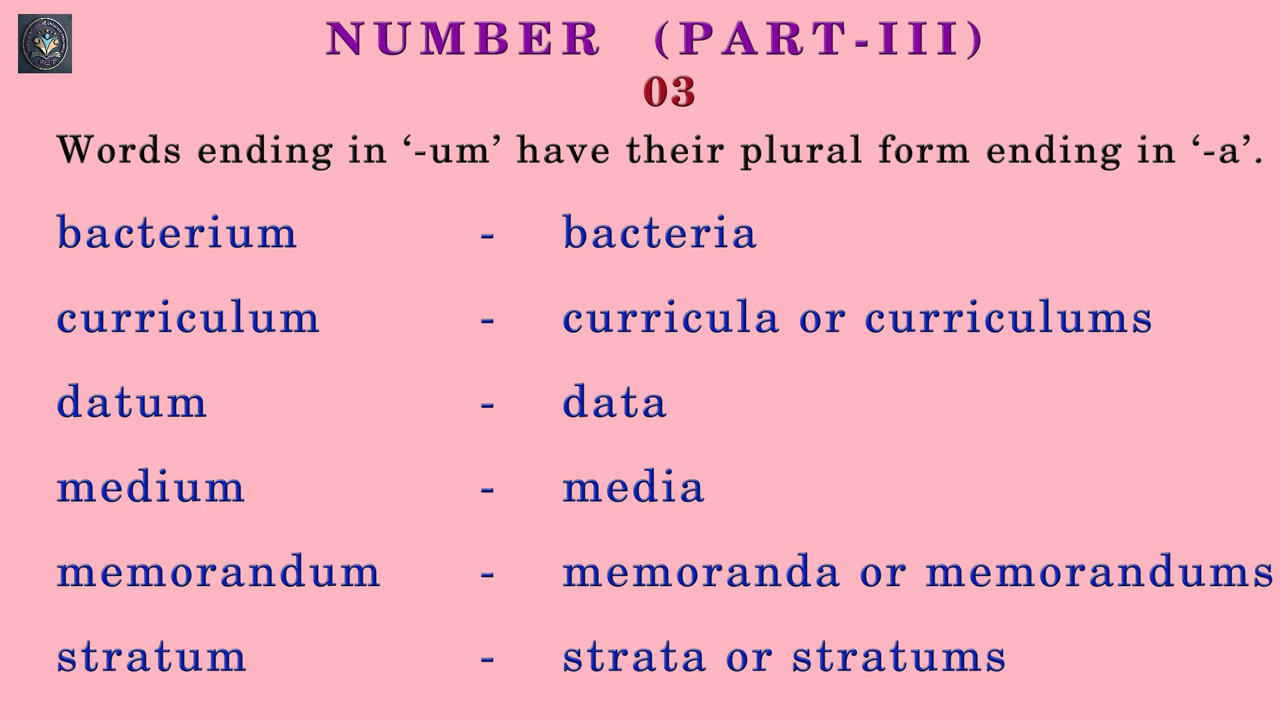 NUMBER (PART-III)
03
Words ending in ‘-um’ have their plural form ending in ‘-a’.
bacterium - bacteria
curriculum - curricula or curriculums
datum - data
medium - media
memorandum - memoranda or memorandums
stratum - strata or stratums